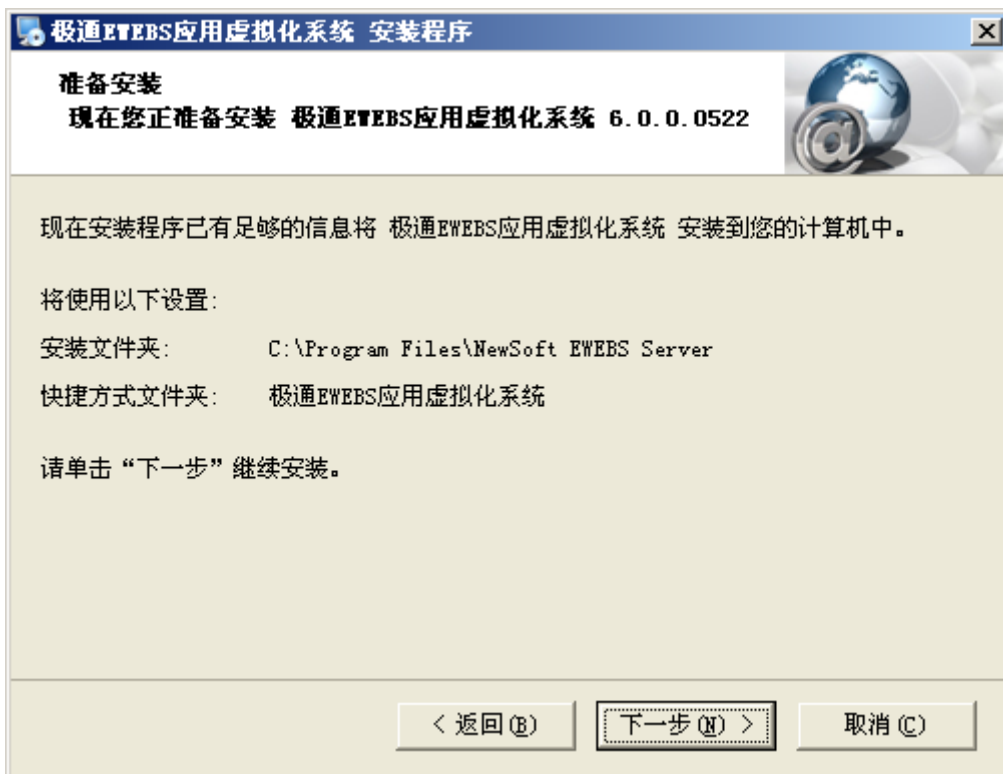 极通EWEBS应用虚拟化系统 安装程序
准备安装
现在您正准备安装 极通EWEBS应用虚拟化系统 6.0.0.0522
现在安装程序已有足够的信息将 极通EWEBS应用虚拟化系统 安装到您的计算机中。
将使用以下设置:
安装文件夹: C:\Program Files\NewSoft EWEBS Server
快捷方式文件夹: 极通EWEBS应用虚拟化系统
请单击“下一步”继续安装。
< 返回(B) 下一步(N) > 取消(C)